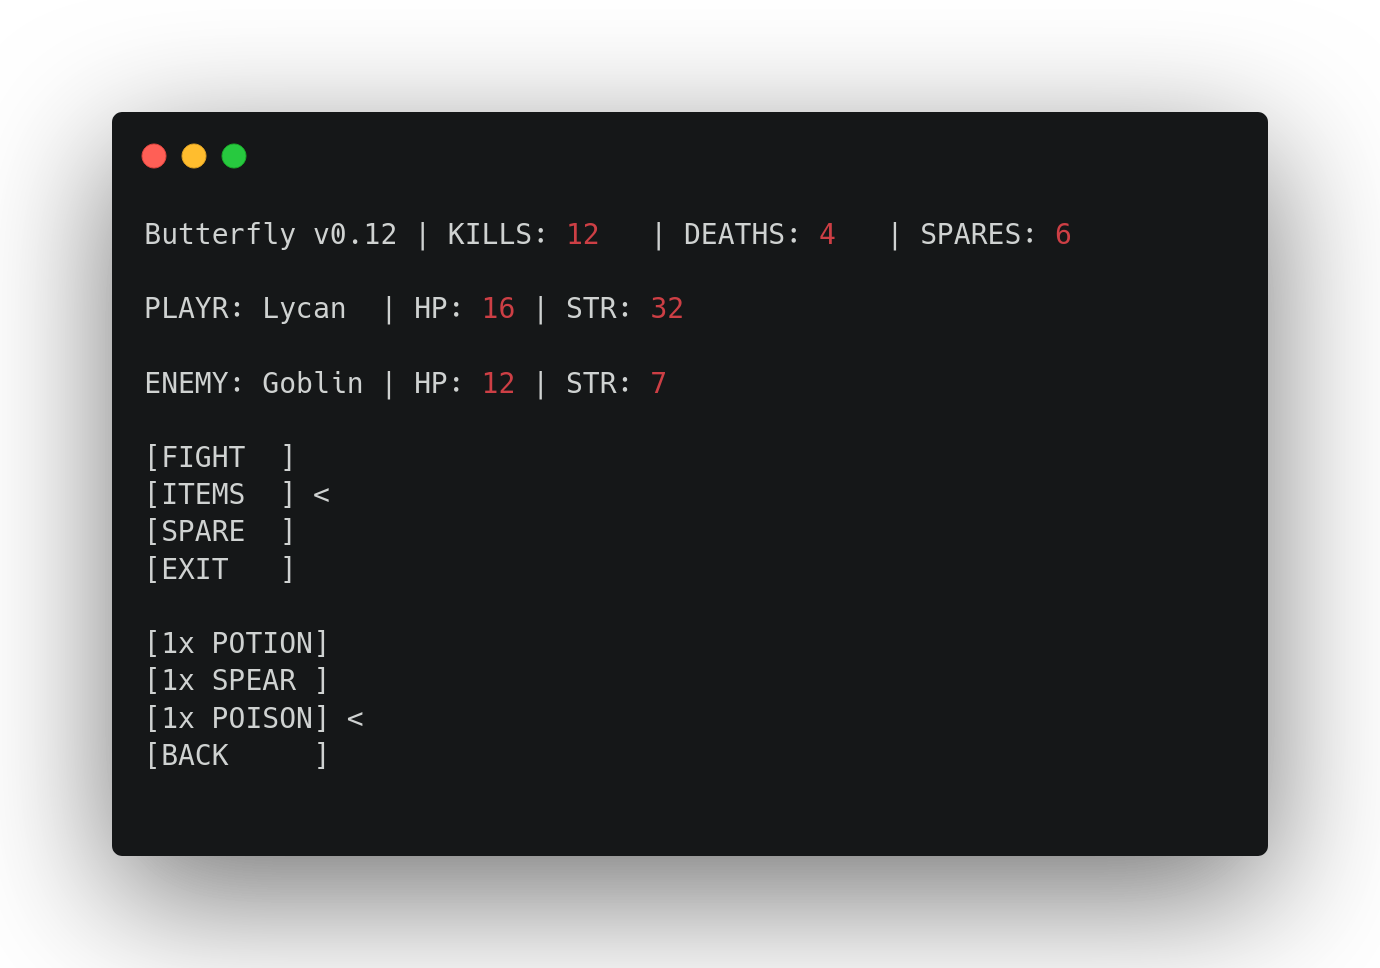 Butterfly v0.12 | KILLS: 12   | DEATHS: 4   | SPARES: 6
PLAYR: Lycan  | HP: 16 | STR: 32
ENEMY: Goblin | HP: 12 | STR: 7
[FIGHT  ]
[ITEMS  ] <
[SPARE  ]
[EXIT   ]
[1x POTION]
[1x SPEAR ]
[1x POISON] <
[BACK     ]